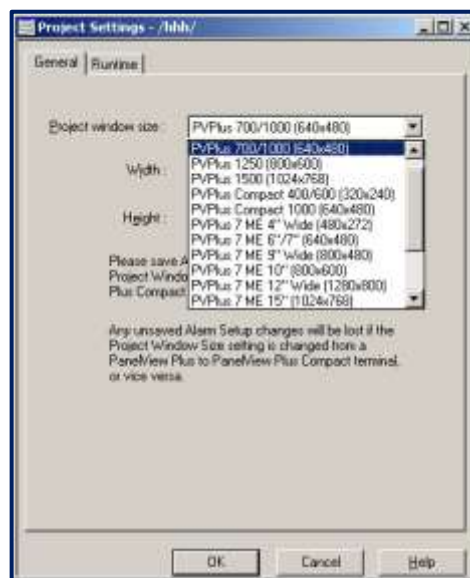 Project Settings - /hhh/
General Runtime
Project window size : PVPlus 700/1000 (640x480)
PVPlus 700/1000 (640x480)
PVPlus 1250 (800x600)
PVPlus 1500 (1024x768)
PVPlus Compact 400/600 (320x240)
PVPlus Compact 1000 (640x480)
PVPlus 7 ME 4" Wide (480x272)
PVPlus 7 ME 6"/7" (640x480)
PVPlus 7 ME 9" Wide (800x480)
PVPlus 7 ME 10" (800x600)
PVPlus 7 ME 12" Wide (1280x800)
PVPlus 7 ME 15" (1024x768)
Width :
Height :
Please save A
Project Windo
Plus Compact
Any unsaved Alarm Setup changes will be lost if the
Project Window Size setting is changed from a
PanelView Plus to PanelView Plus Compact terminal,
or vice versa.
OK Cancel Help